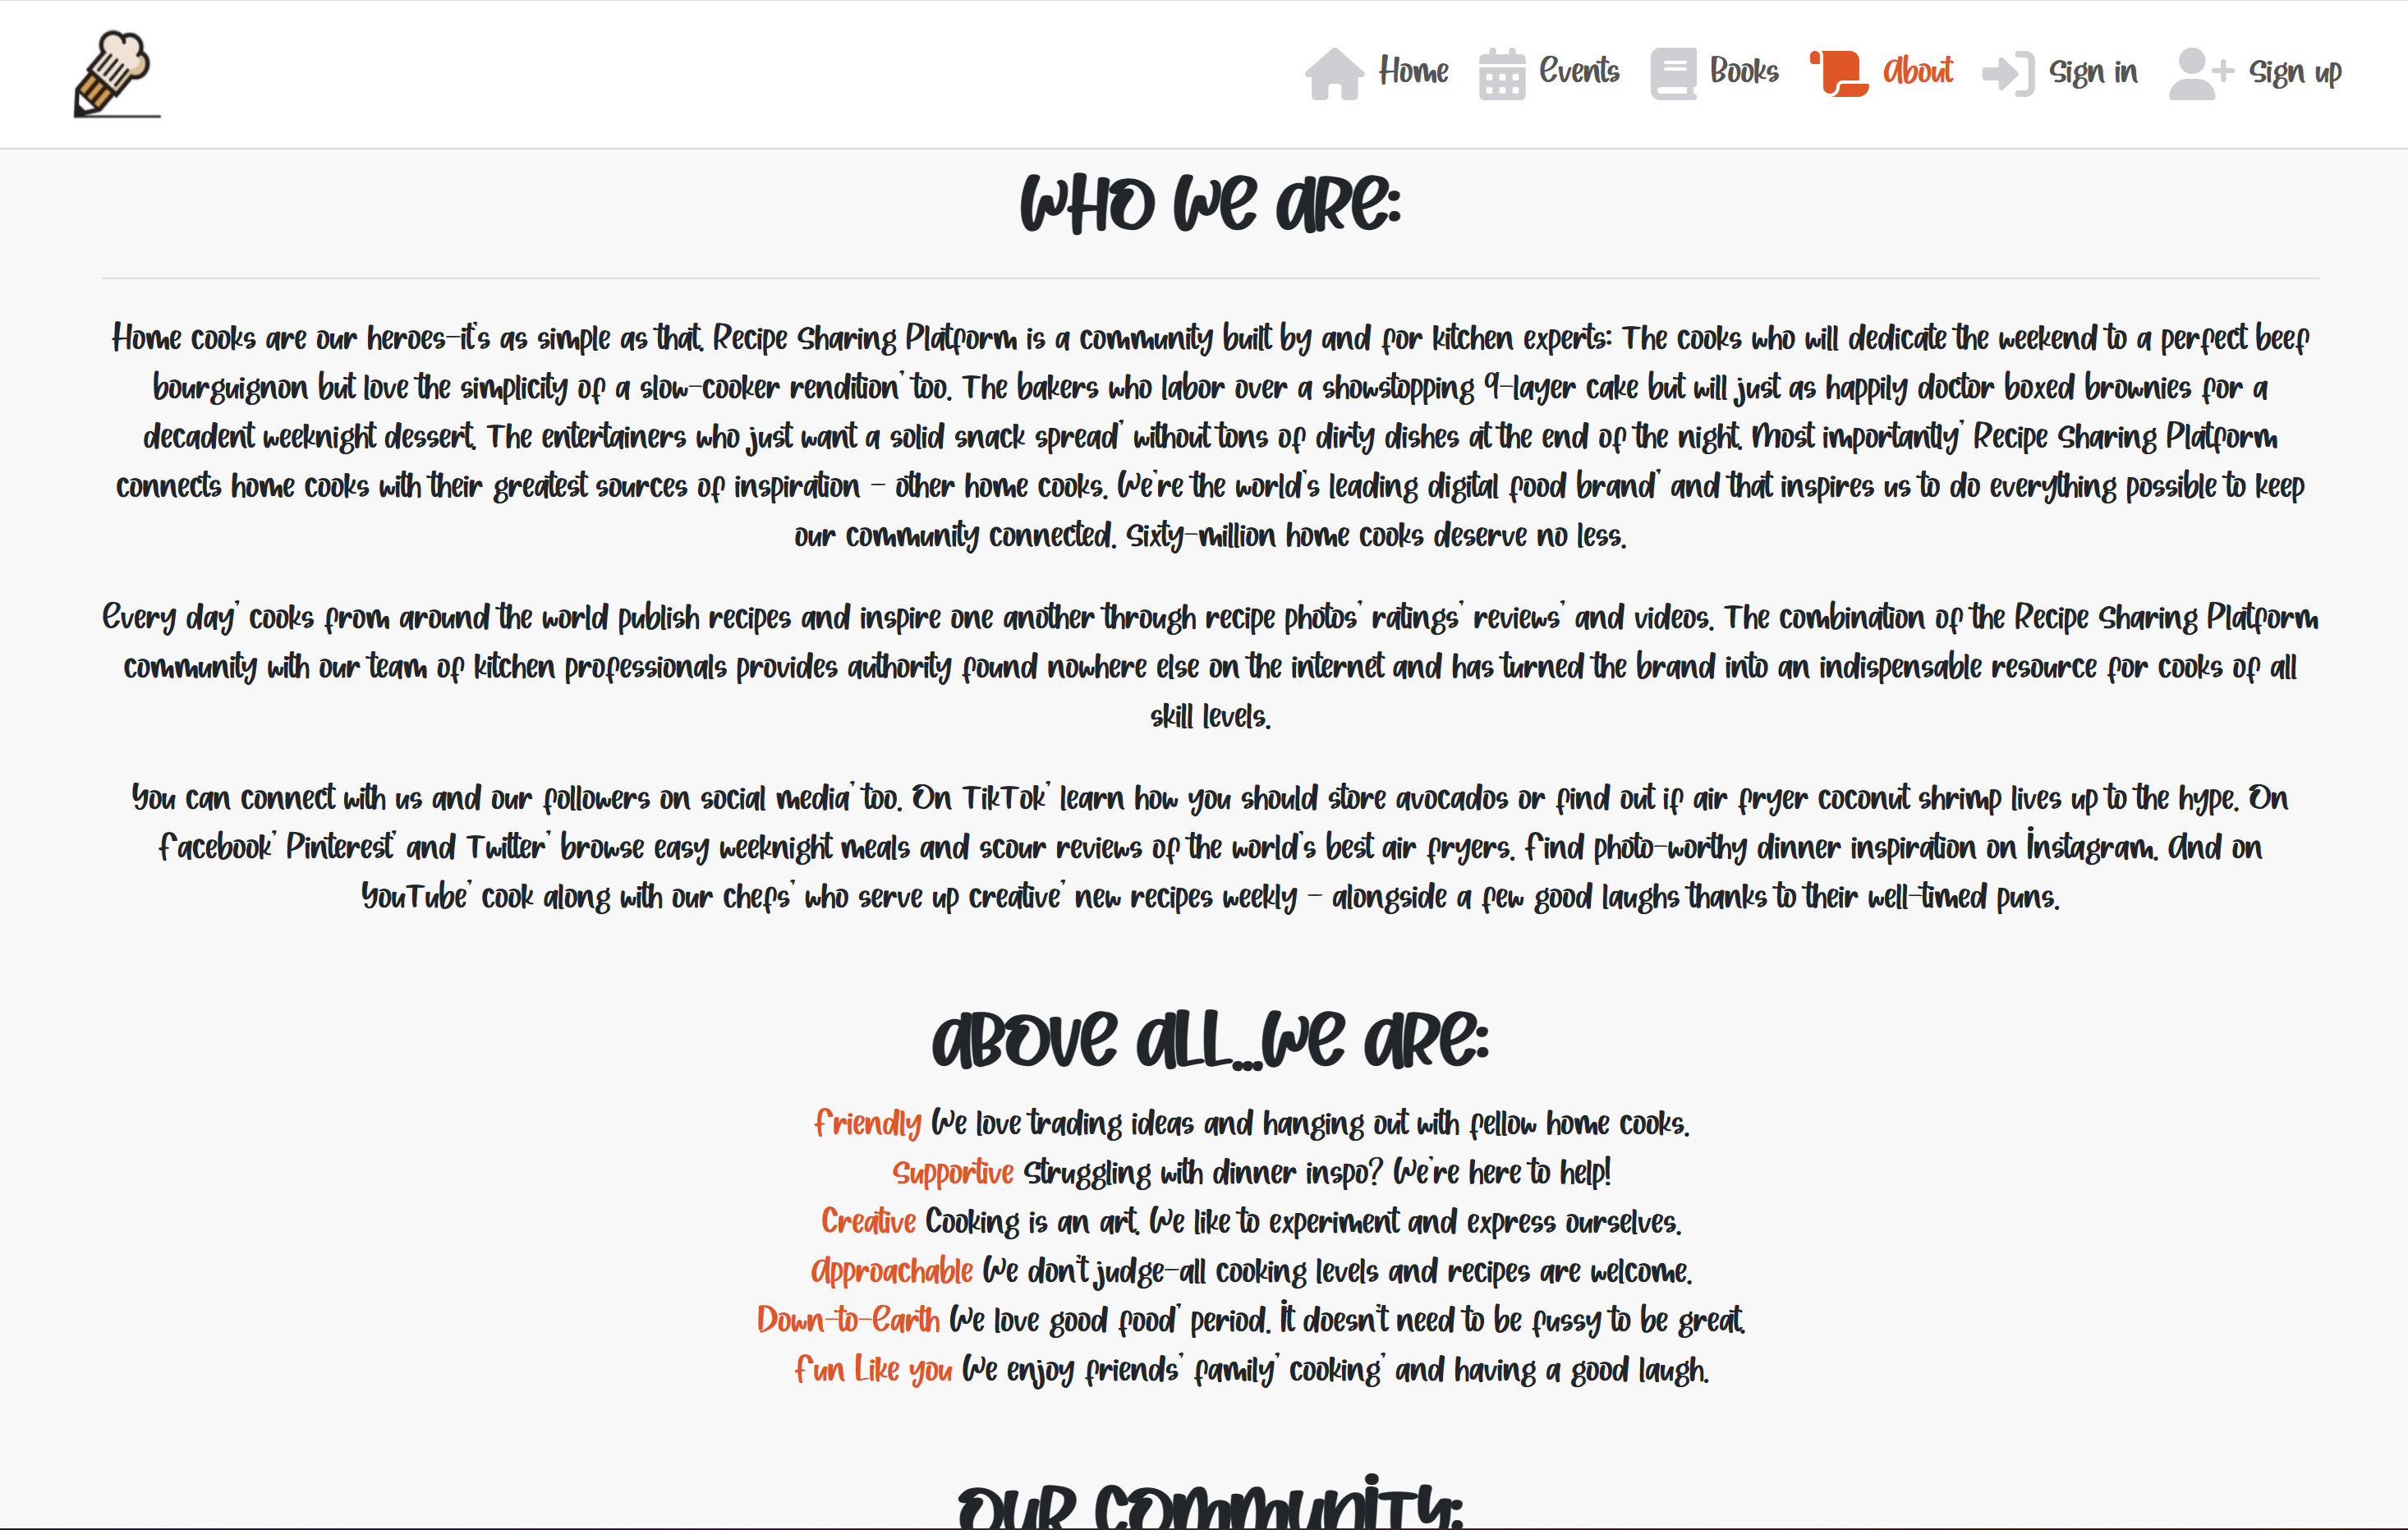 Home Events Books About Sign in Sign up
WHO WE ARE:
Home cooks are our heroes-it's as simple as that. Recipe Sharing Platform is a community built by and for kitchen experts: The cooks who will dedicate the weekend to a perfect beef
bourguignon but love the simplicity of a slow-cooker rendition, too. The bakers who labor over a showstopping 9-layer cake but will just as happily doctor boxed brownies for a
decadent weeknight dessert. The entertainers who just want a solid snack spread, without tons of dirty dishes at the end of the night. Most importantly, Recipe Sharing Platform
connects home cooks with their greatest sources of inspiration - other home cooks. We're the world's leading digital food brand, and that inspires us to do everything possible to keep
our community connected. Sixty-million home cooks deserve no less.
Every day, cooks from around the world publish recipes and inspire one another through recipe photos, ratings, reviews, and videos. The combination of the Recipe Sharing Platform
community with our team of kitchen professionals provides authority found nowhere else on the internet and has turned the brand into an indispensable resource for cooks of all
skill levels.
You can connect with us and our followers on social media, too. On TikTok, learn how you should store avocados or find out if air fryer coconut shrimp lives up to the hype. On
Facebook, Pinterest, and Twitter, browse easy weeknight meals and scour reviews of the world's best air fryers. Find photo-worthy dinner inspiration on Instagram. And on
YouTube, cook along with our chefs, who serve up creative, new recipes weekly - alongside a few good laughs thanks to their well-timed puns.
ABOVE ALL...WE ARE:
Friendly We love trading ideas and hanging out with fellow home cooks.
Supportive Struggling with dinner inspo? We're here to help!
Creative Cooking is an art. We like to experiment and express ourselves.
Approachable We don't judge-all cooking levels and recipes are welcome.
Down-to-Earth We love good food, period. It doesn't need to be fussy to be great.
Fun Like you We enjoy friends, family, cooking, and having a good laugh.
OUR COMMUNITY: